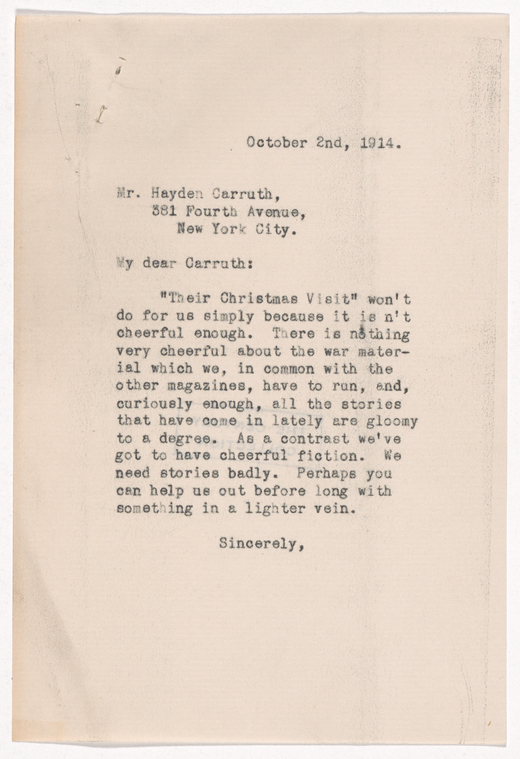 October 2nd, 1914.
Mr. Hayden Carruth,
381 Fourth Avenue,
New York City.
My dear Carruth:
"Their Christmas Visit" won't
do for us simply because it is n't
cheerful enough. There is nothing
very cheerful about the war mater-
ial which we, in common with the
other magazines, have to run, and,
curiously enough, all the stories
that have come in lately are gloomy
to a degree. As a contrast we've
got to have cheerful fiction. We
need stories badly. Perhaps you
can help us out before long with
something in a lighter vein.
Sincerely,